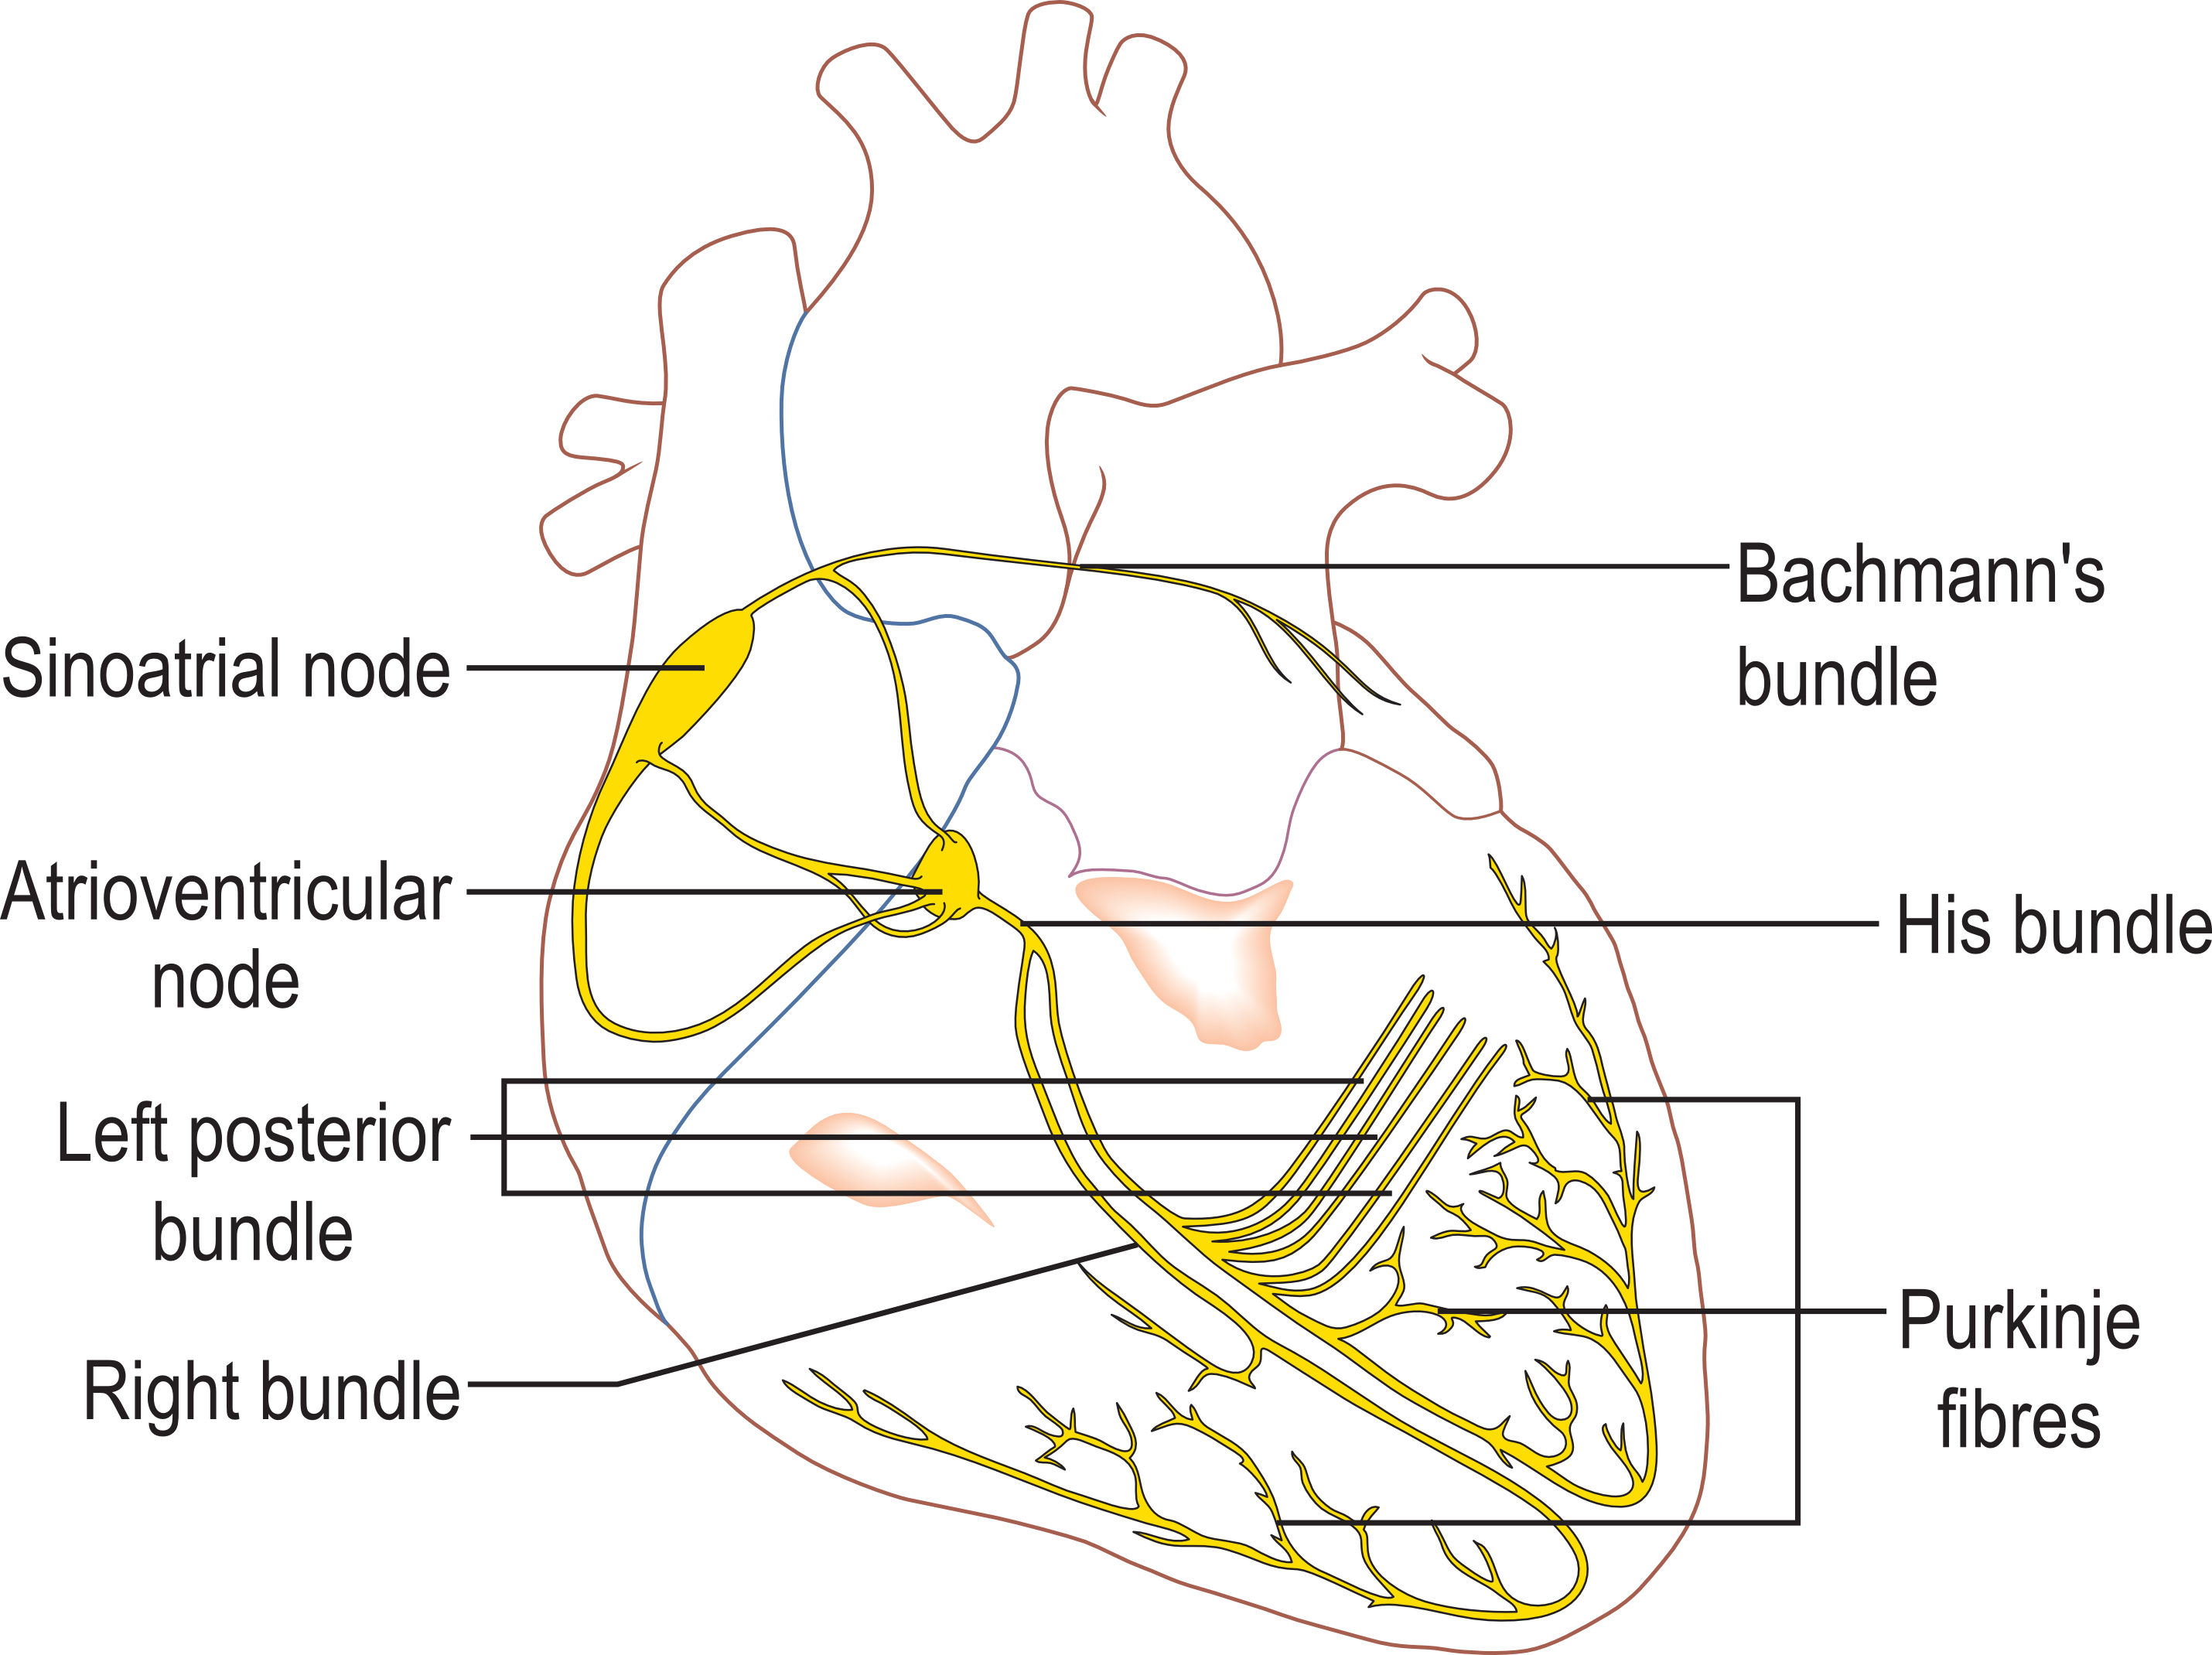 Sinoatrial node
Atrioventricular
node
Left posterior
bundle
Right bundle
Bachmann's
bundle
His bundle
Purkinje
fibres